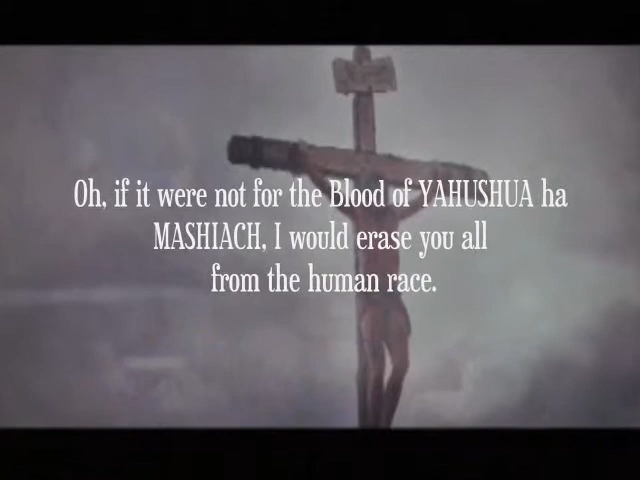 Oh, if it were not for the Blood of YAHUSHUA ha
MASHIACH, I would erase you all
from the human race.